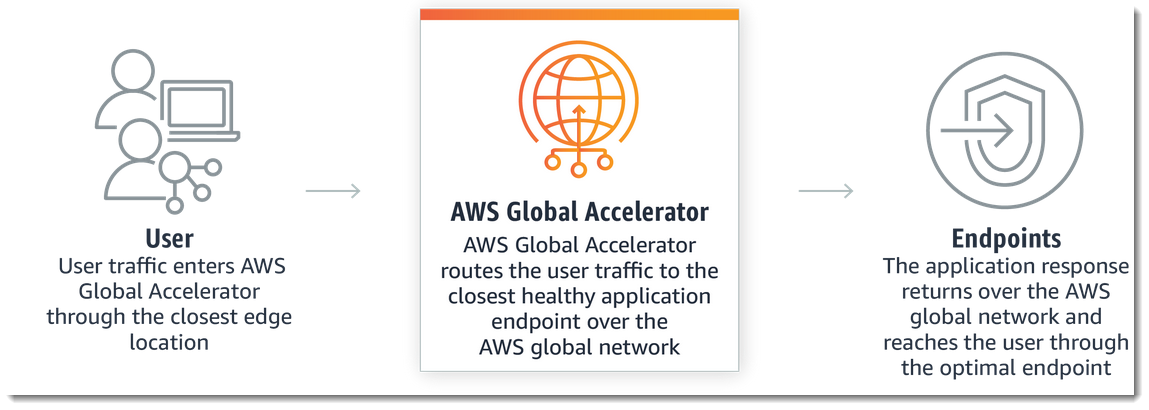 User
User traffic enters AWS
Global Accelerator
through the closest edge
location
AWS Global Accelerator
AWS Global Accelerator
routes the user traffic to the
closest healthy application
endpoint over the
AWS global network
Endpoints
The application response
returns over the AWS
global network and
reaches the user through
the optimal endpoint